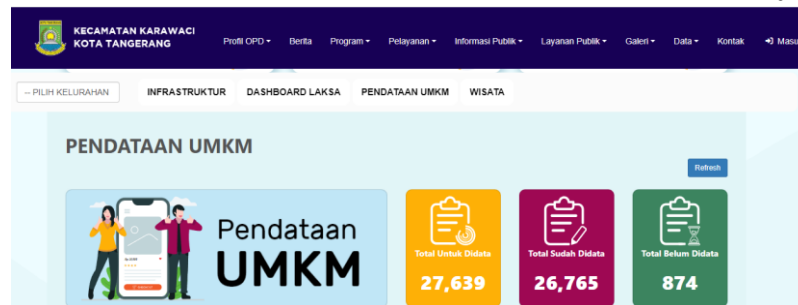 KECAMATAN KARAWACI
KOTA TANGERANG
Profil OPD
Berita
Program
Pelayanan
Informasi Publik
Layanan Publik
Galeri
Data
Kontak
Masu
-- PILIH KELURAHAN
INFRASTRUKTUR
DASHBOARD LAKSA
PENDATAAN UMKM
WISATA
PENDATAAN UMKM
Refresh
Pendataan
UMKM
Total Untuk Didata
27,639
Total Sudah Didata
26,765
Total Belum Didata
874